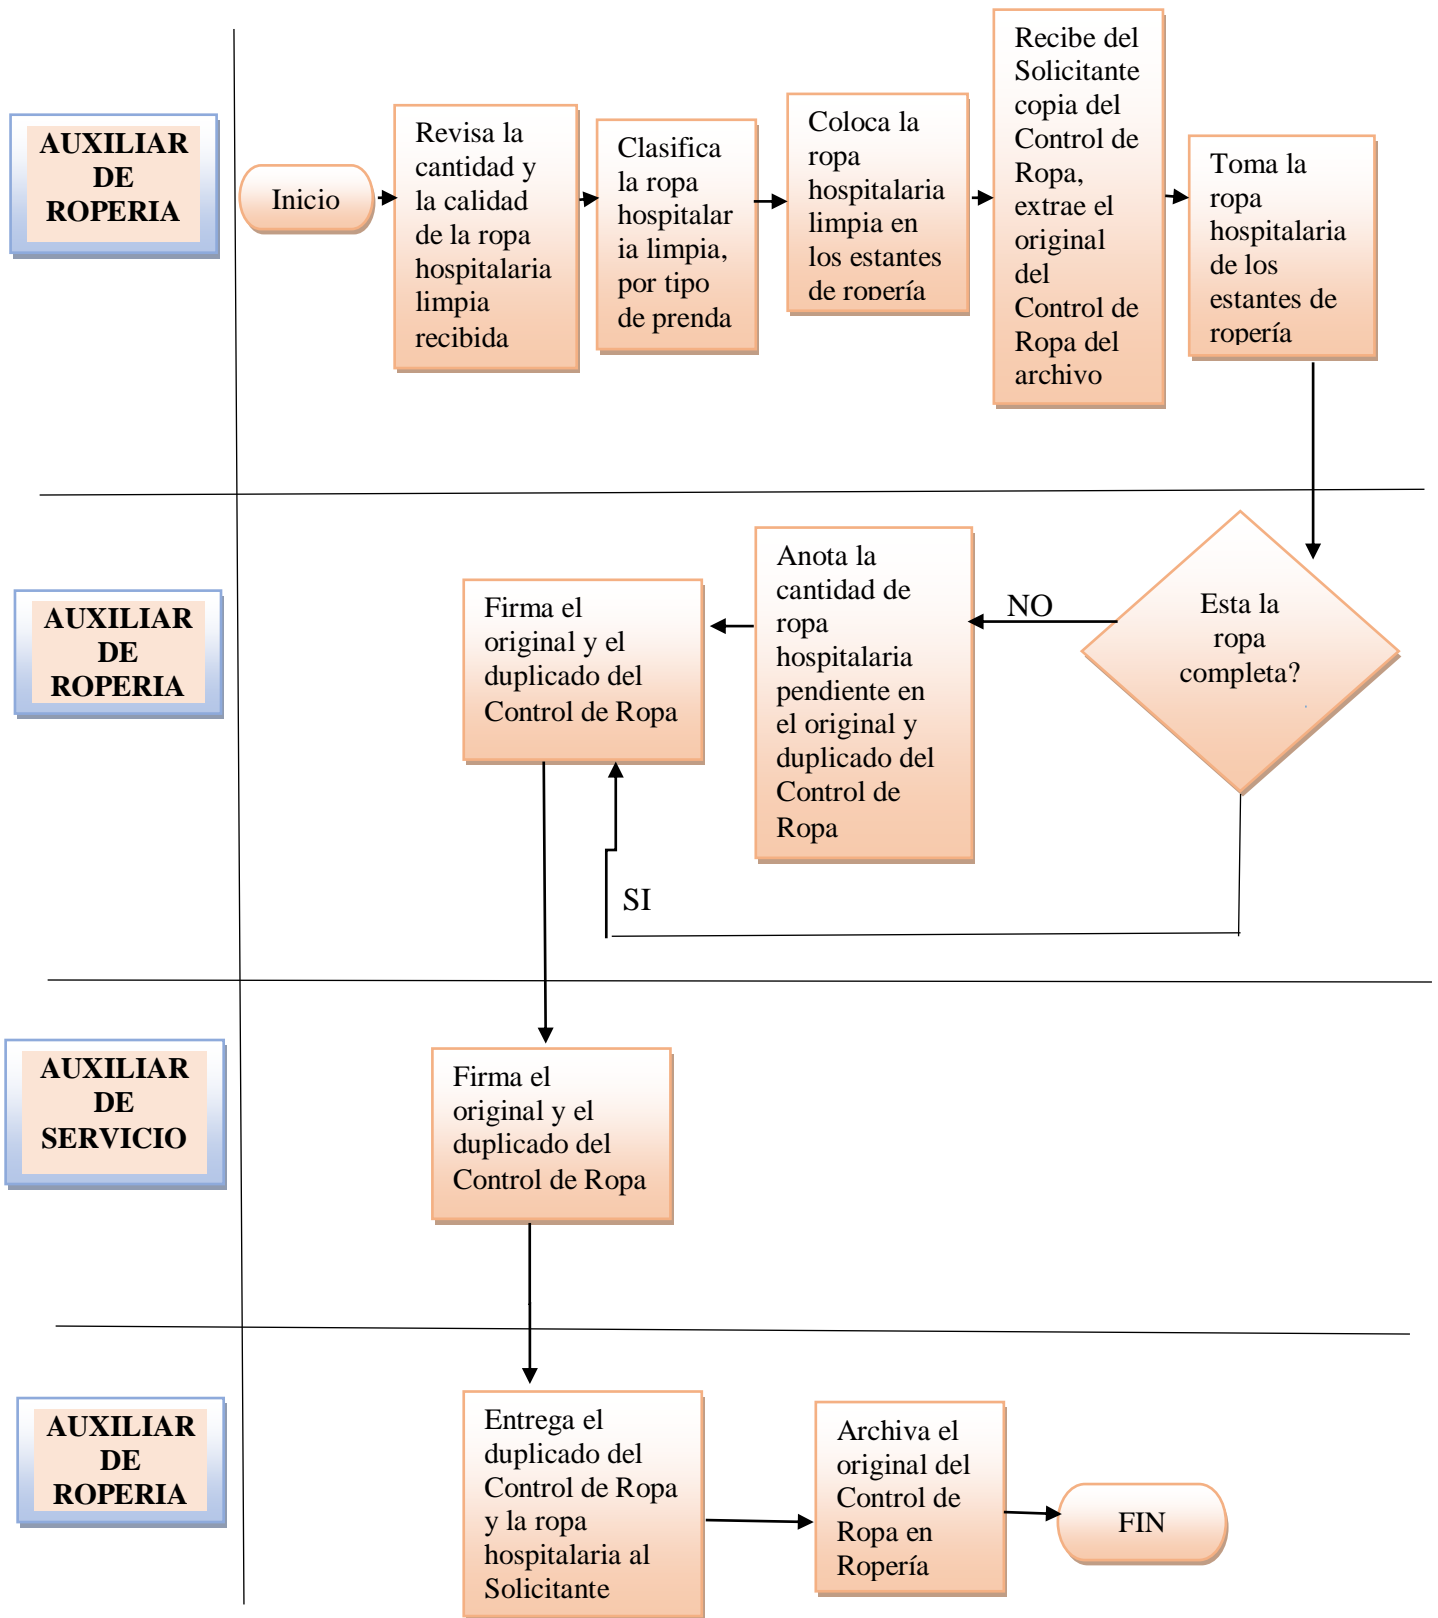 AUXILIAR
DE
ROPERIA
Inicio
Revisa la
cantidad y
la calidad
de la ropa
hospitalaria
limpia
recibida
Clasifica
la ropa
hospitalar
ia limpia,
por tipo
de prenda
Coloca la
ropa
hospitalaria
limpia en
los estantes
de ropería
Recibe del
Solicitante
copia del
Control de
Ropa,
extrae el
original
del
Control de
Ropa del
archivo
Toma la
ropa
hospitalaria
de los
estantes de
ropería
AUXILIAR
DE
ROPERIA
Firma el
original y el
duplicado del
Control de Ropa
Anota la
cantidad de
ropa
hospitalaria
pendiente en
el original y
duplicado del
Control de
Ropa
NO
Esta la
ropa
completa?
SI
AUXILIAR
DE
SERVICIO
Firma el
original y el
duplicado del
Control de Ropa
AUXILIAR
DE
ROPERIA
Entrega el
duplicado del
Control de Ropa
y la ropa
hospitalaria al
Solicitante
Archiva el
original del
Control de
Ropa en
Ropería
FIN